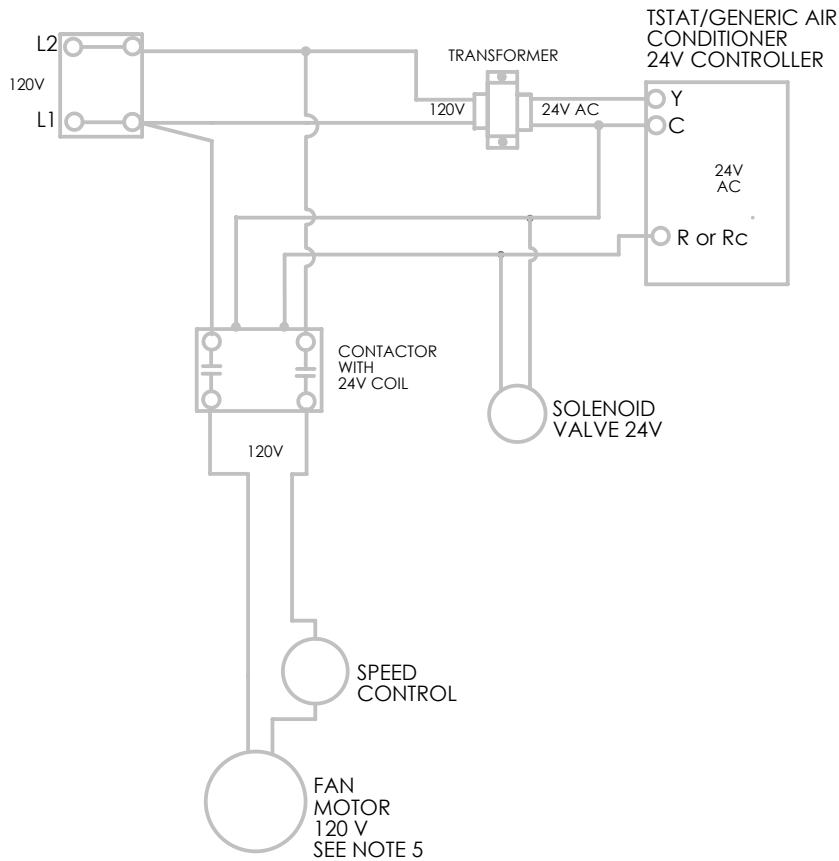 TSTAT/GENERIC AIR
CONDITIONER
24V CONTROLLER
L2
TRANSFORMER
120V
120V
24V AC
Y
L1
C
24V
AC
R or Rc
CONTACTOR
WITH
24V COIL
SOLENOID
VALVE 24V
120V
SPEED
CONTROL
FAN
MOTOR
120 V
SEE NOTE 5